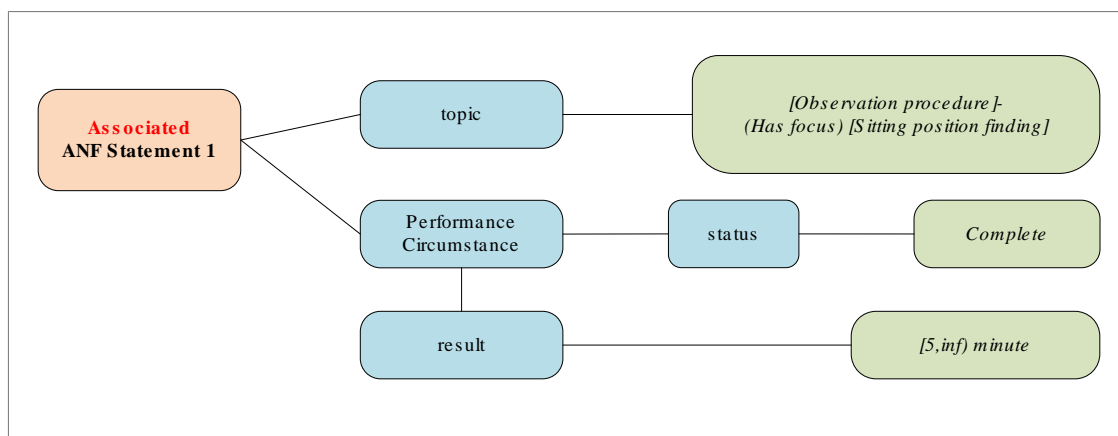 Associated
ANF Statement 1
topic
[Observation procedure]-
(Has focus) [Sitting position finding]
Performance
Circumstance
status
Complete
result
[5,inf) minute